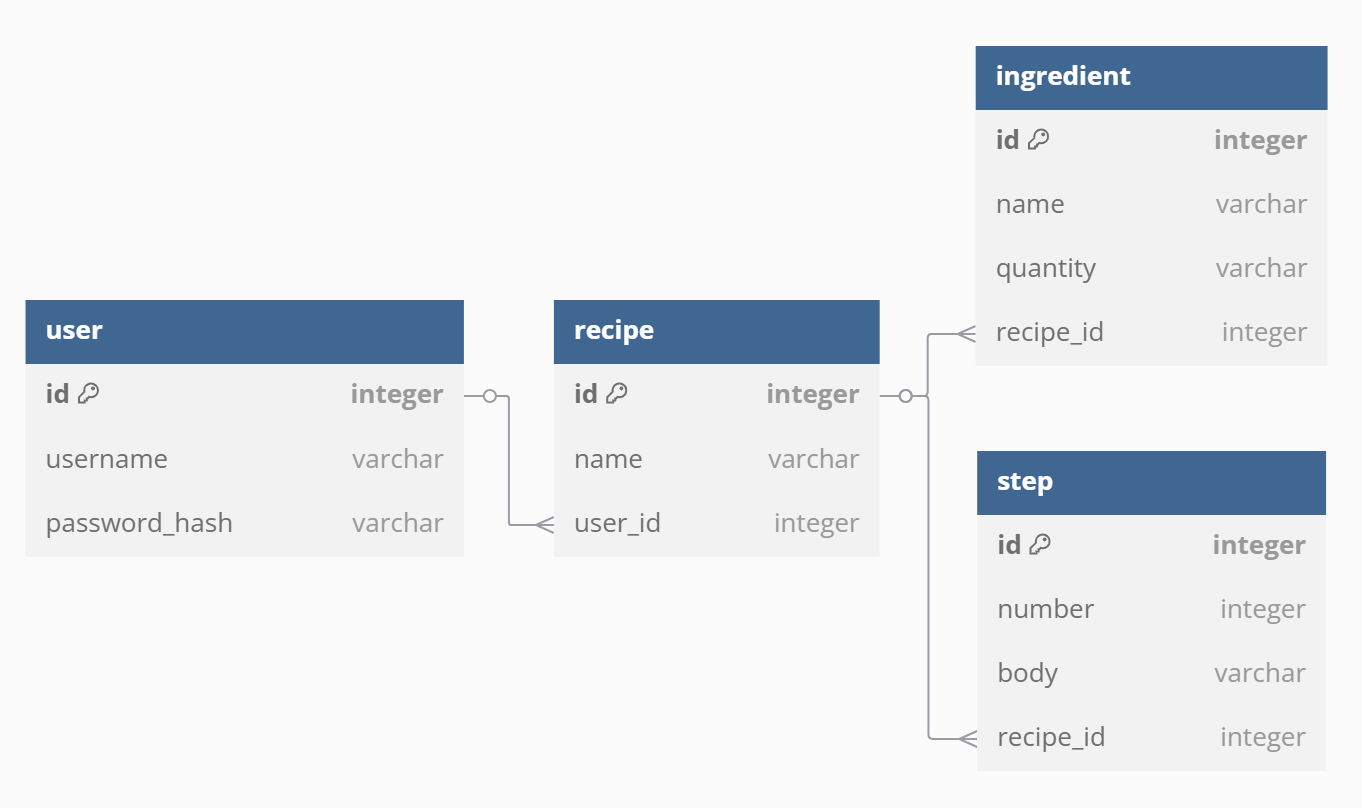 user
id integer
username varchar
password_hash varchar
recipe
id integer
name varchar
user_id integer
ingredient
id integer
name varchar
quantity varchar
recipe_id integer
step
id integer
number integer
body varchar
recipe_id integer